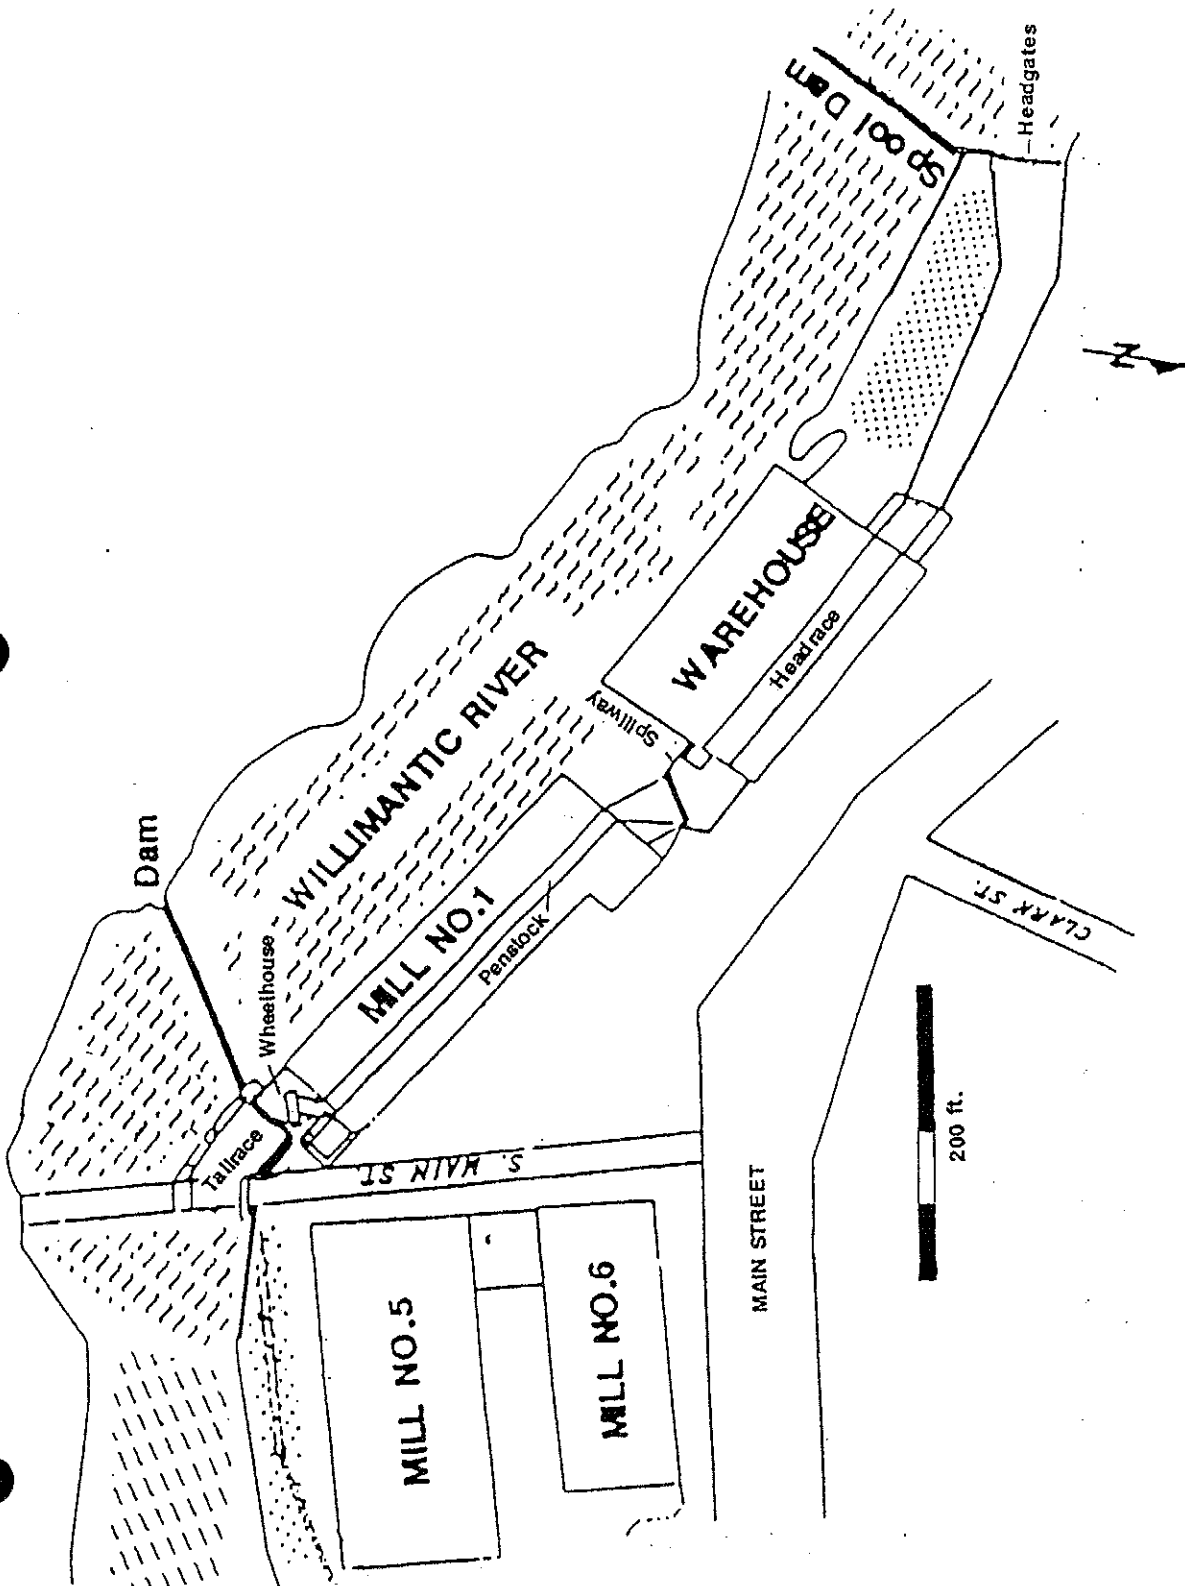 Spool Dam
Headgates
N
WAREHOUSE
Headrace
Spillway
WILLIMANTIC RIVER
Dam
Wheelhouse
MILL NO.1
Penstock
CLARK ST.
Tailrace
S. MAIN ST.
MAIN STREET
200 ft.
MILL NO.5
MILL NO.6